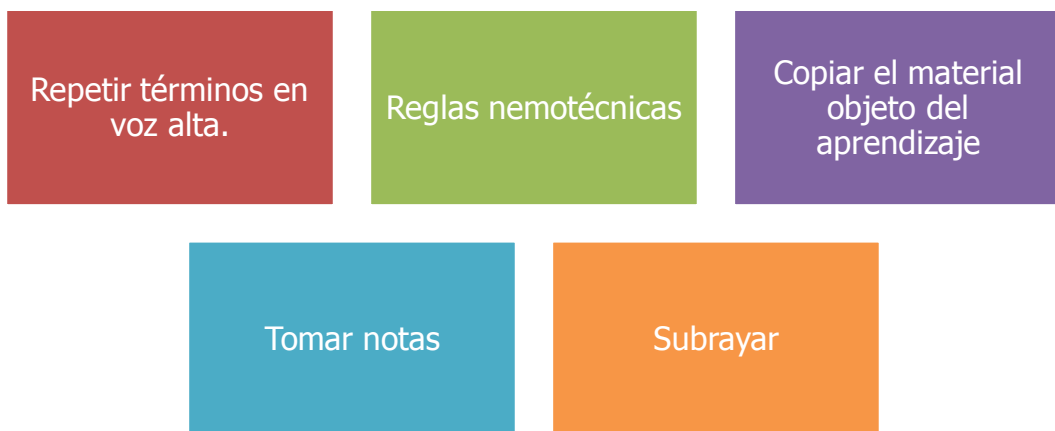 Repetir términos en
voz alta.
Reglas nemotécnicas
Copiar el material
objeto del
aprendizaje
Tomar notas
Subrayar